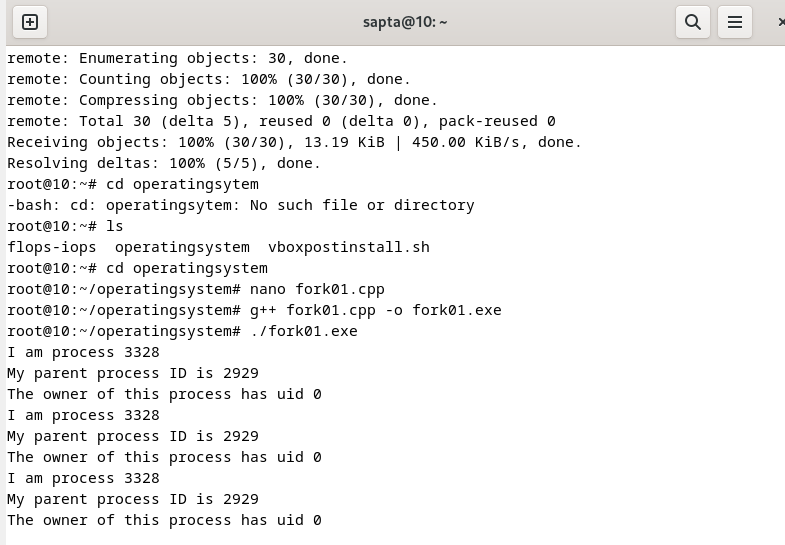 sapta@10: ~
remote: Enumerating objects: 30, done.
remote: Counting objects: 100% (30/30), done.
remote: Compressing objects: 100% (30/30), done.
remote: Total 30 (delta 5), reused 0 (delta 0), pack-reused 0
Receiving objects: 100% (30/30), 13.19 KiB | 450.00 KiB/s, done.
Resolving deltas: 100% (5/5), done.
root@10:~# cd operatingsytem
-bash: cd: operatingsytem: No such file or directory
root@10:~# ls
flops-iops  operatingsystem  vboxpostinstall.sh
root@10:~# cd operatingsystem
root@10:~/operatingsystem# nano fork01.cpp
root@10:~/operatingsystem# g++ fork01.cpp -o fork01.exe
root@10:~/operatingsystem# ./fork01.exe
I am process 3328
My parent process ID is 2929
The owner of this process has uid 0
I am process 3328
My parent process ID is 2929
The owner of this process has uid 0
I am process 3328
My parent process ID is 2929
The owner of this process has uid 0